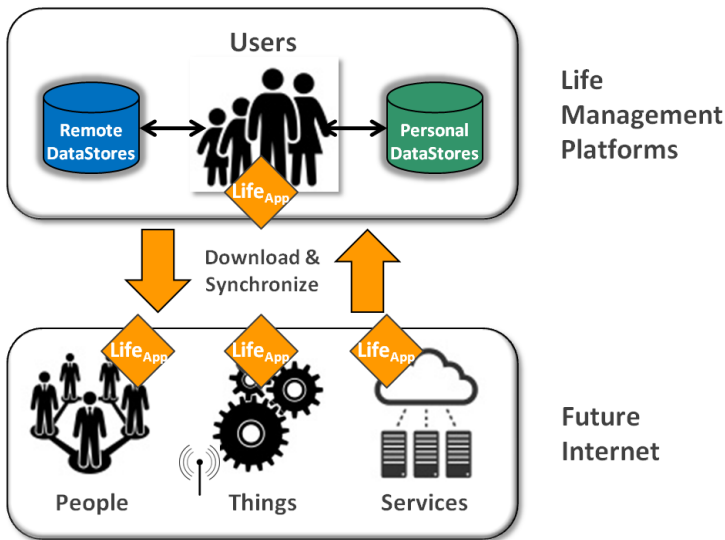 Users
Life
Management
Platforms
Remote
DataStores
Personal
DataStores
LifeApp
Download &
Synchronize
LifeApp
LifeApp
LifeApp
Future
Internet
People
Things
Services